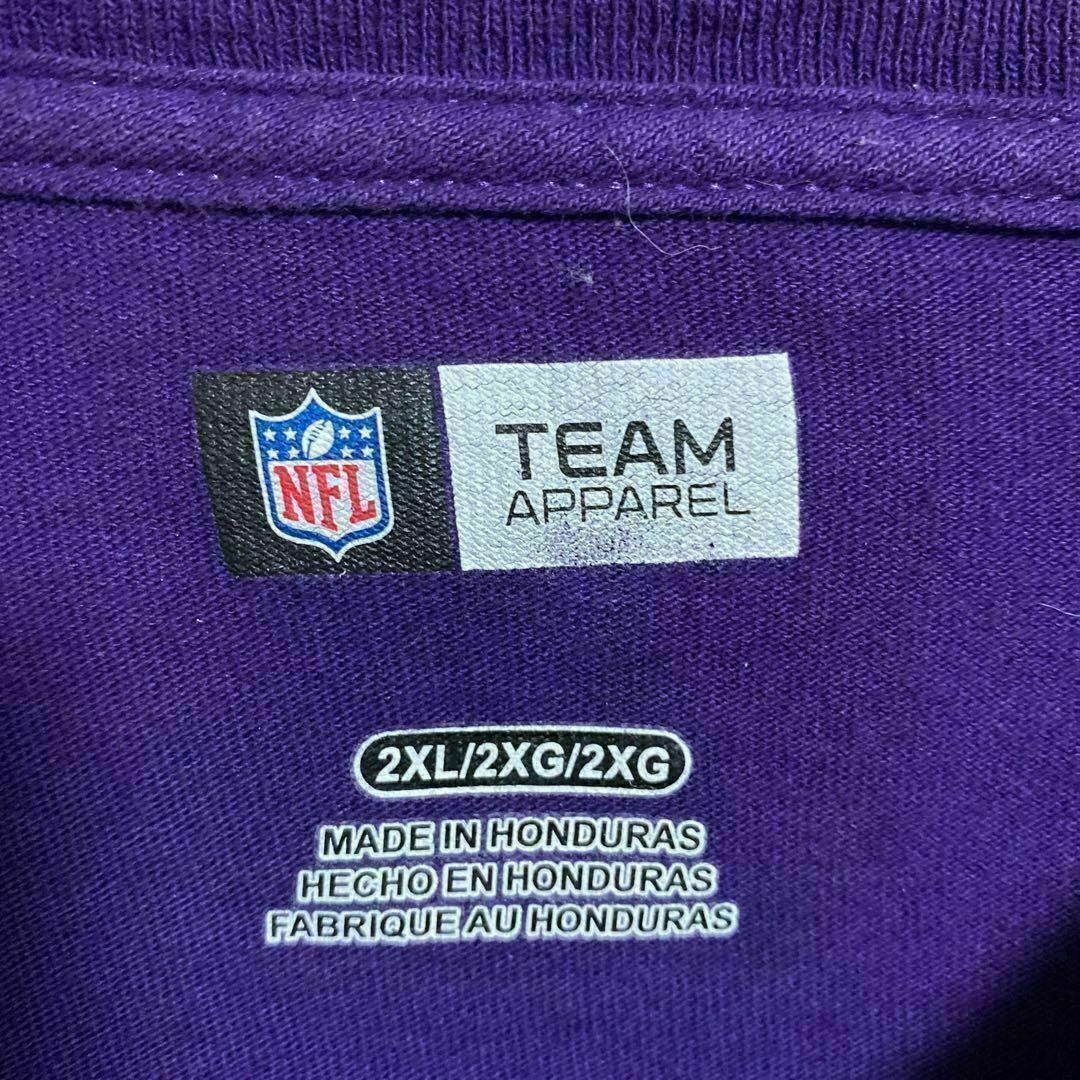 NFL
TEAM
APPAREL
2XL/2XG/2XG
MADE IN HONDURAS
HECHO EN HONDURAS
FABRIQUE AU HONDURAS